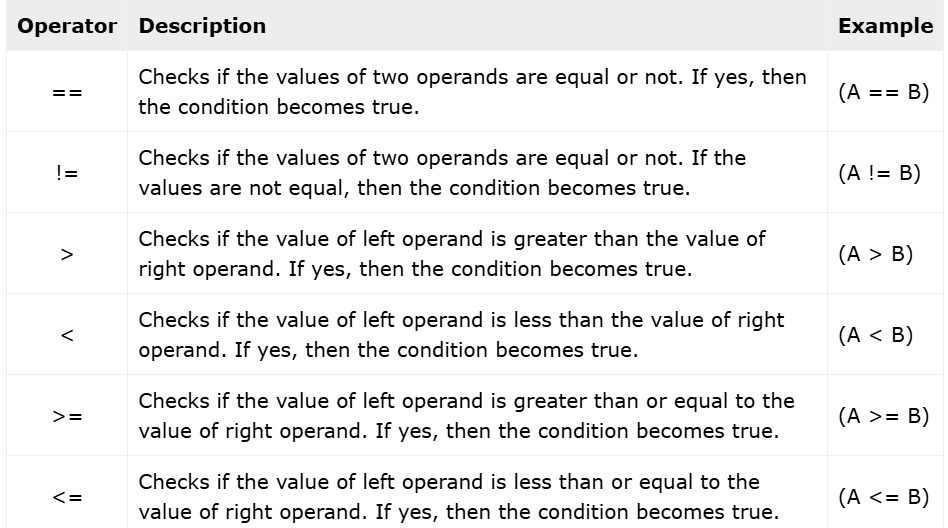 Operator Description Example
Checks if the values of two operands are equal or not. If yes, then
== (A == B)
the condition becomes true.
Checks if the values of two operands are equal or not. If the
!= (A != B)
values are not equal, then the condition becomes true.
Checks if the value of left operand is greater than the value of
> (A > B)
right operand. If yes, then the condition becomes true.
Checks if the value of left operand is less than the value of right
< (A < B)
operand. If yes, then the condition becomes true.
Checks if the value of left operand is greater than or equal to the
>= (A >= B)
value of right operand. If yes, then the condition becomes true.
Checks if the value of left operand is less than or equal to the
<= (A <= B)
value of right operand. If yes, then the condition becomes true.